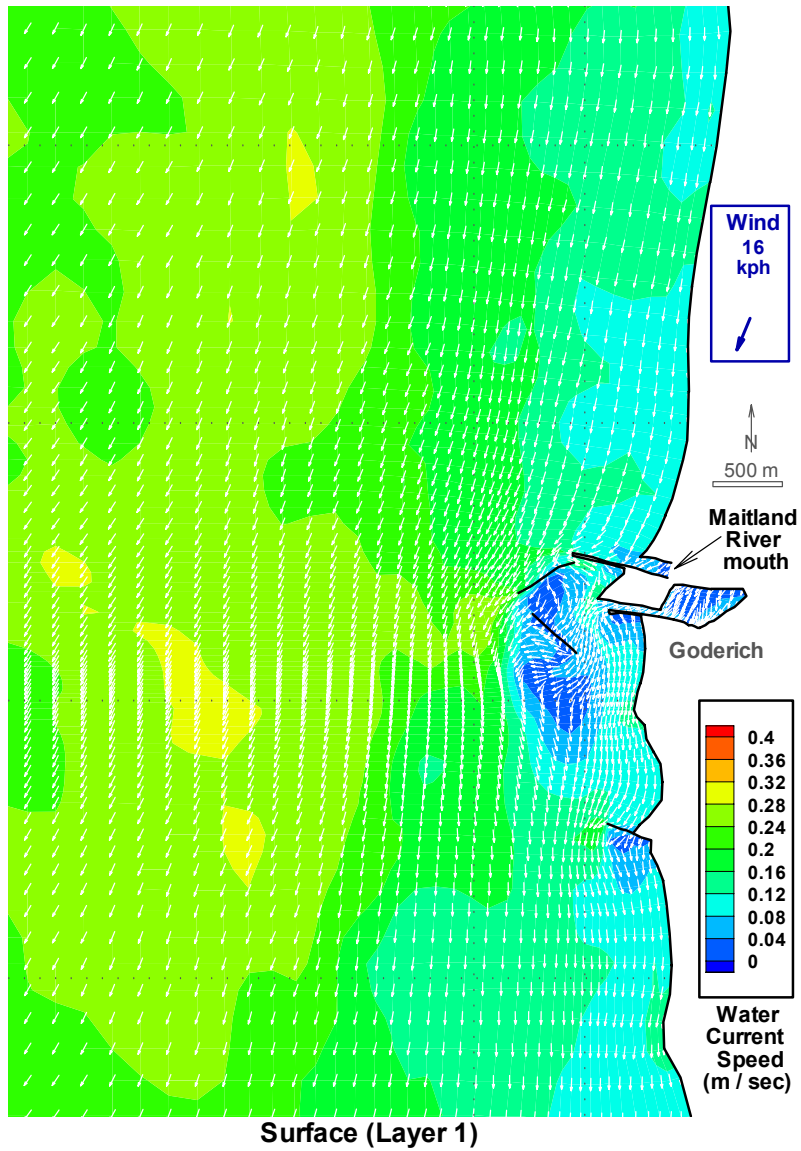 Wind
16
kph
N
500 m
Maitland
River
mouth
Goderich
0.4
0.36
0.32
0.28
0.24
0.2
0.16
0.12
0.08
0.04
0
Water
Current
Speed
(m / sec)
Surface (Layer 1)